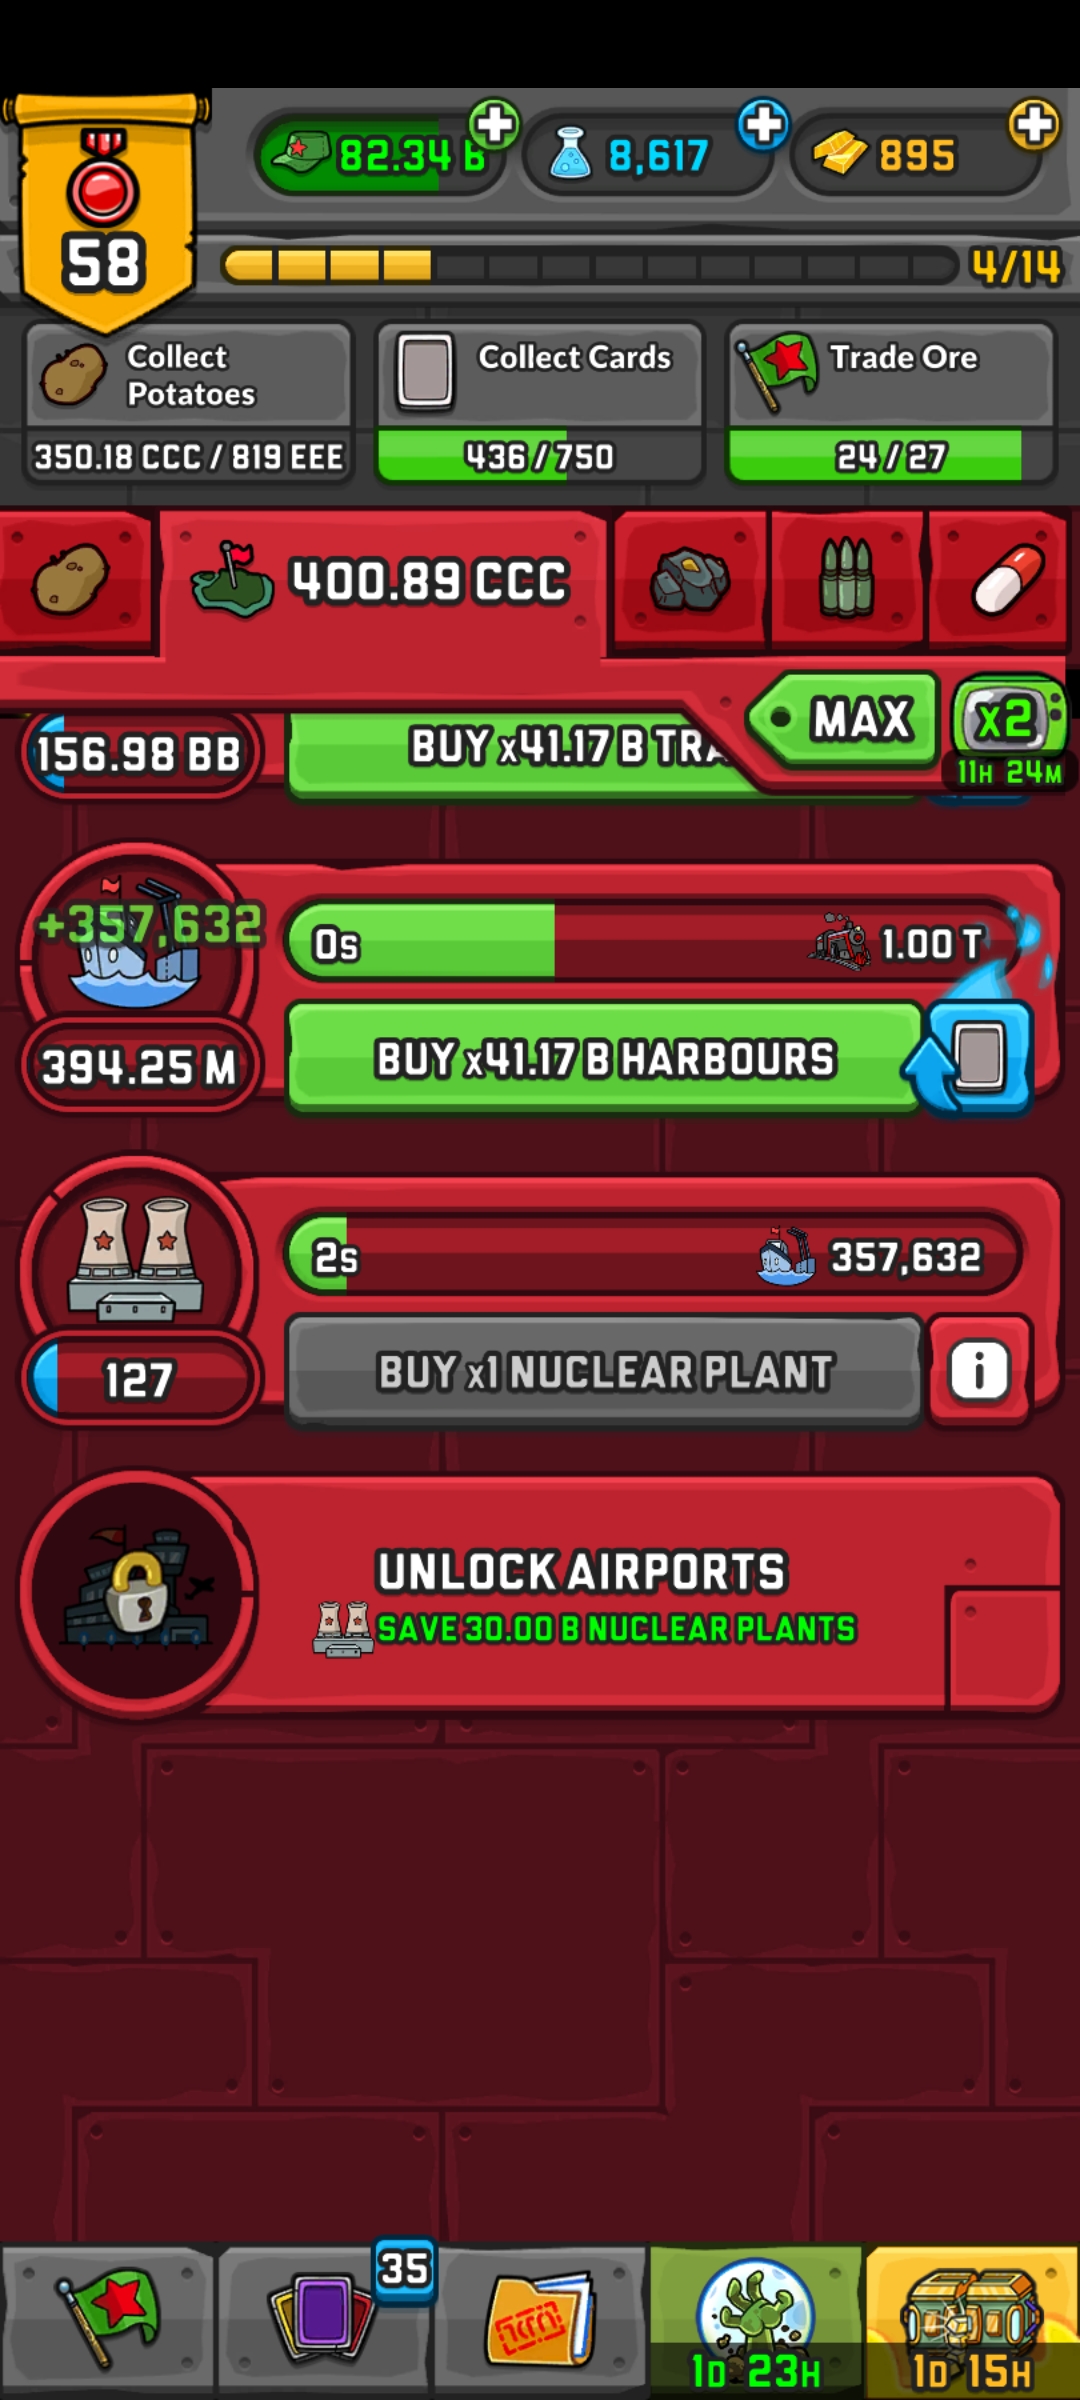 82.34 B
8,617
895
58
4/14
Collect
Potatoes
350.18 CCC / 819 EEE
Collect Cards
436 / 750
Trade Ore
24 / 27
400.89 CCC
MAX
x2
11H 24M
156.98 BB
BUY x41.17 B
+357,632
0s
1.00 T
394.25 M
BUY x41.17 B HARBOURS
2s
357,632
127
BUY x1 NUCLEAR PLANT
i
UNLOCK AIRPORTS
SAVE 30.00 B NUCLEAR PLANTS
35
1D 23H
1D 15H